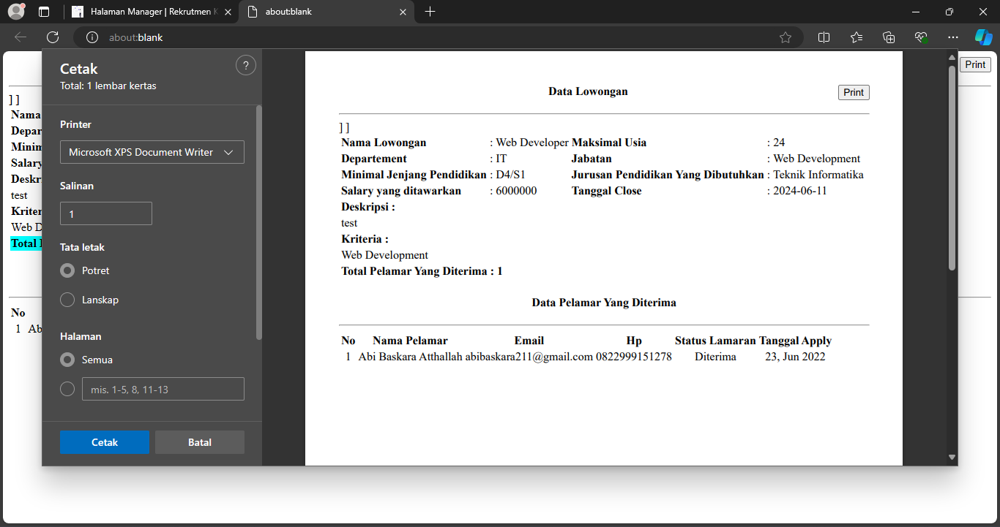 Halaman Manager | Rekrutmen K
about:blank
about:blank
Print
Cetak
?
Total: 1 lembar kertas
Printer
Microsoft XPS Document Writer
Salinan
1
Tata letak
Potret
Lanskap
Halaman
Semua
mis. 1-5, 8, 11-13
Cetak Batal
] ]
Nama
Depar
Minim
Salary
Deskr
test
Kriter
Web D
Total
No
1 Ab
Data Lowongan
Print
] ]
Nama Lowongan : Web Developer Maksimal Usia : 24
Departement : IT Jabatan : Web Development
Minimal Jenjang Pendidikan : D4/S1 Jurusan Pendidikan Yang Dibutuhkan : Teknik Informatika
Salary yang ditawarkan : 6000000 Tanggal Close : 2024-06-11
Deskripsi :
test
Kriteria :
Web Development
Total Pelamar Yang Diterima : 1
Data Pelamar Yang Diterima
No Nama Pelamar Email Hp Status Lamaran Tanggal Apply
1 Abi Baskara Atthallah abibaskara211@gmail.com 0822999151278 Diterima 23, Jun 2022